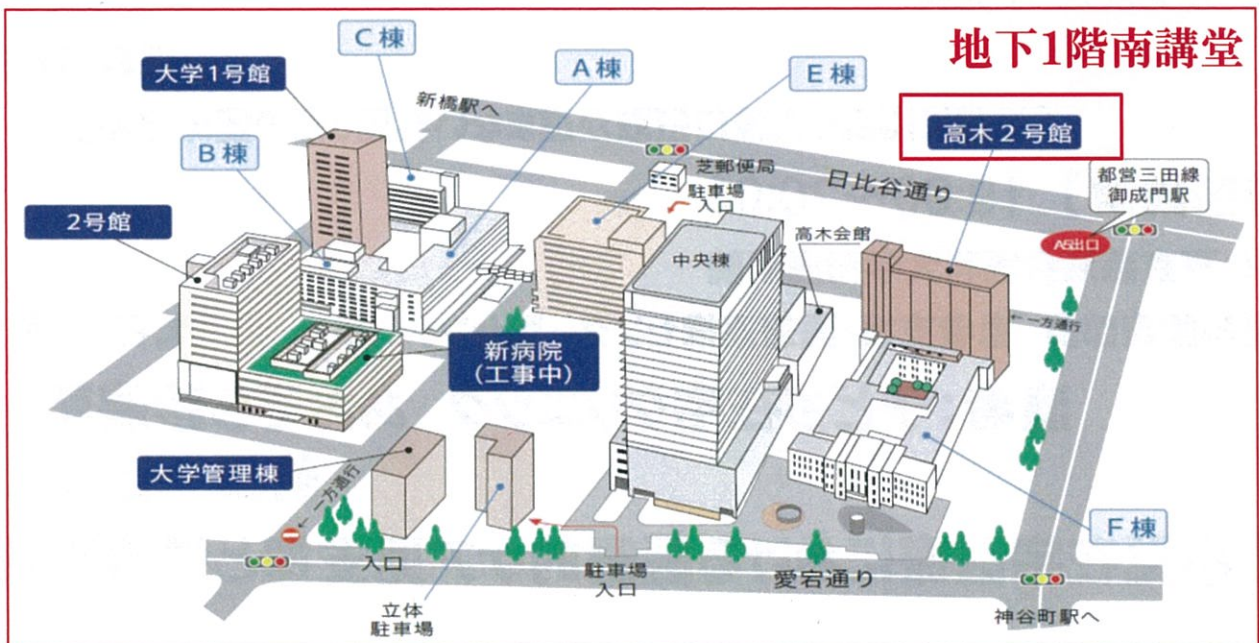 地下1階南講堂
C棟
大学1号館
A棟
E棟
新橋駅へ
高木2号館
B棟
芝郵便局
駐車場
入口
日比谷通り
都営三田線
御成門駅
A5出口
2号館
高木会館
中央棟
←一方通行
新病院
(工事中)
大学管理棟
←一方通行
F棟
入口
駐車場
入口
愛宕通り
立体
駐車場
神谷町駅へ